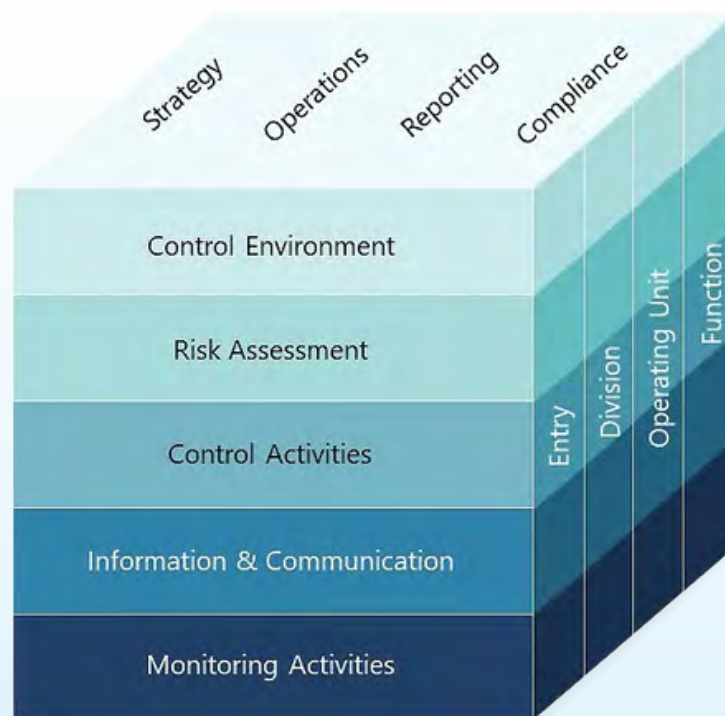 Strategy
Operations
Reporting
Compliance
Control Environment
Risk Assessment
Control Activities
Information & Communication
Monitoring Activities
Entry
Division
Operating Unit
Function